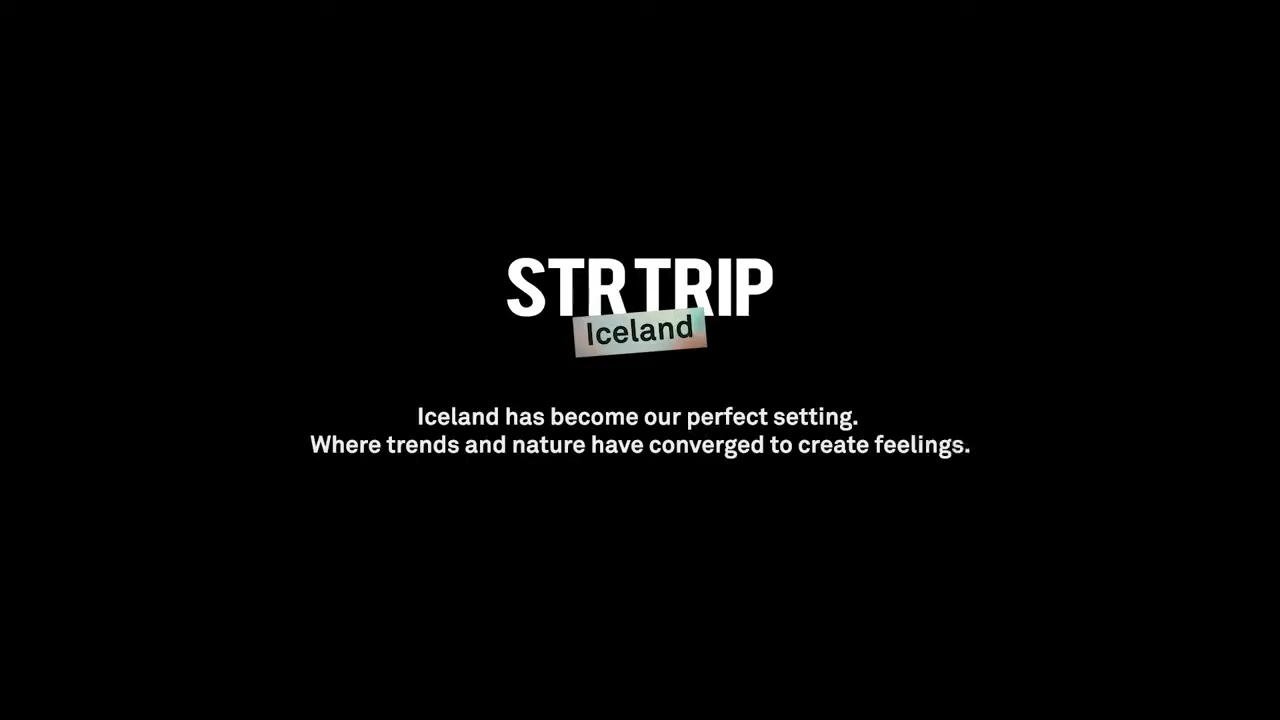 STR TRIP
Iceland
Iceland has become our perfect setting.
Where trends and nature have converged to create feelings.